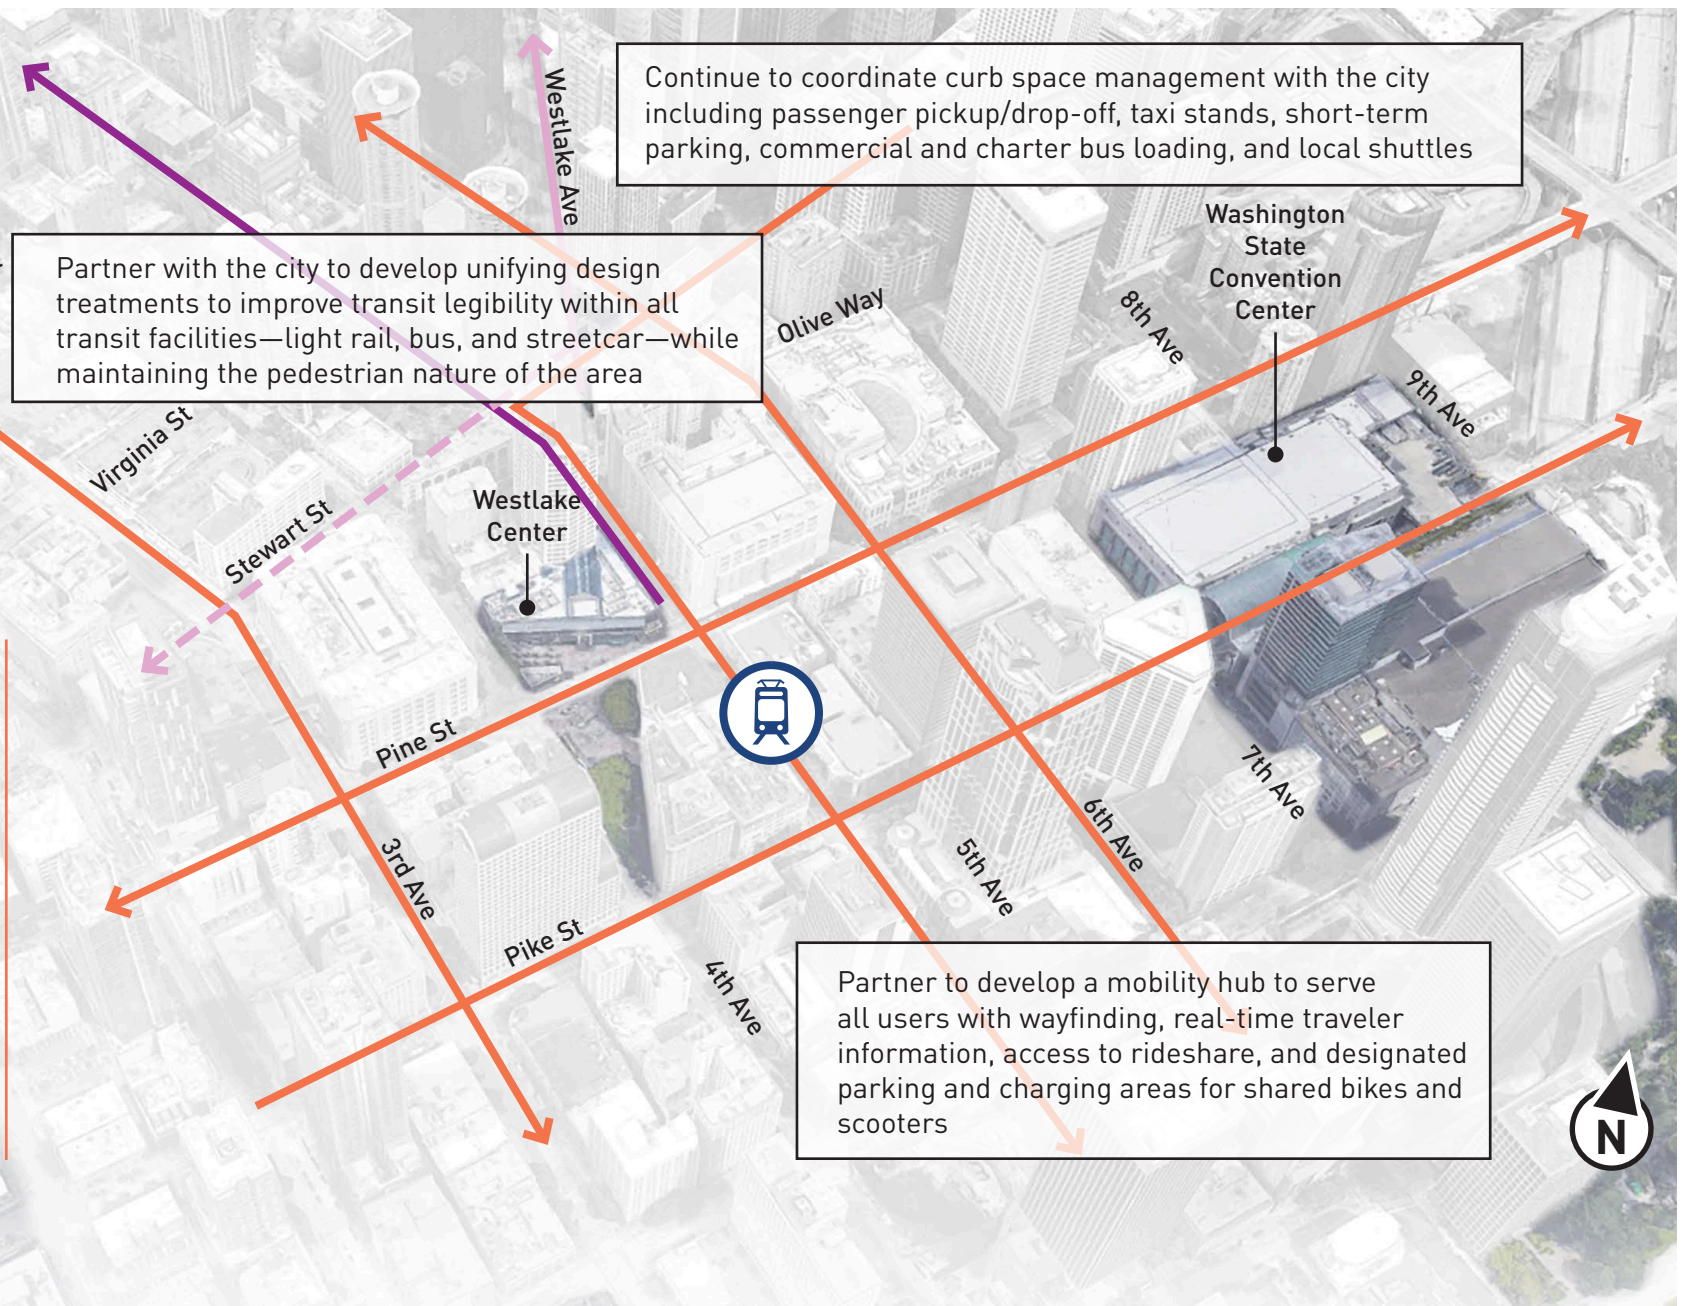 Continue to coordinate curb space management with the city
including passenger pickup/drop-off, taxi stands, short-term
parking, commercial and charter bus loading, and local shuttles
Westlake Ave
Washington
State
Convention
Center
Partner with the city to develop unifying design
treatments to improve transit legibility within all
transit facilities—light rail, bus, and streetcar—while
maintaining the pedestrian nature of the area
Olive Way
8th Ave
9th Ave
Virginia St
Stewart St
Westlake
Center
Pine St
7th Ave
6th Ave
5th Ave
3rd Ave
Pike St
4th Ave
Partner to develop a mobility hub to serve
all users with wayfinding, real-time traveler
information, access to rideshare, and designated
parking and charging areas for shared bikes and
scooters
N